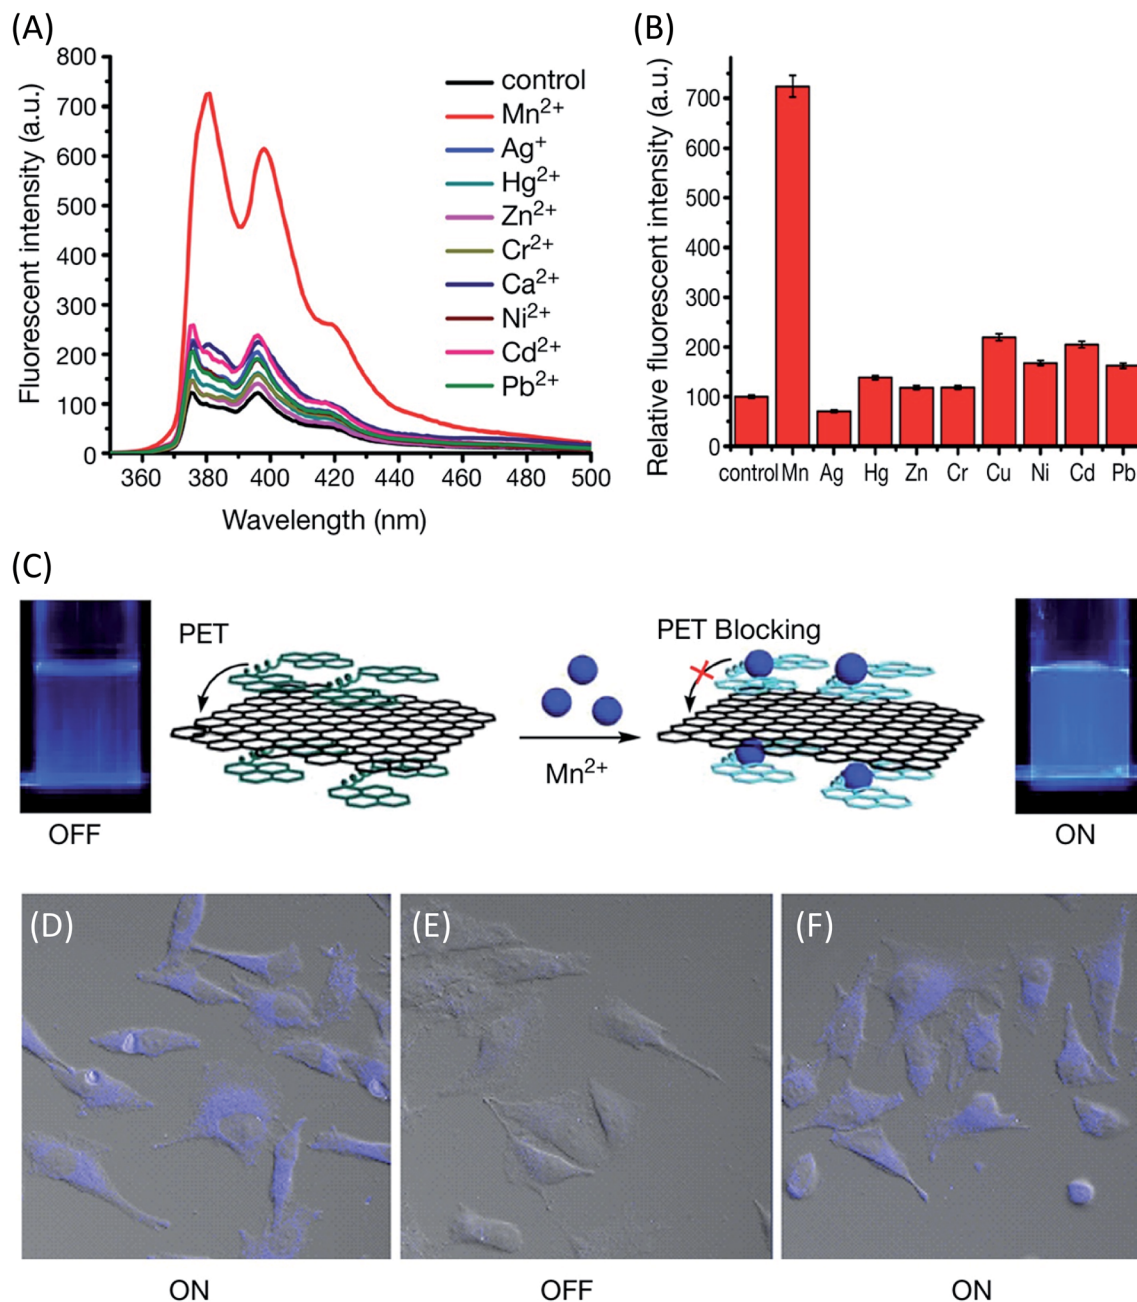 (A)
Fluorescent intensity (a.u.)
800
700
600
500
400
300
200
100
0
360 380 400 420 440 460 480 500
Wavelength (nm)
control
Mn²⁺
Ag⁺
Hg²⁺
Zn²⁺
Cr²⁺
Ca²⁺
Ni²⁺
Cd²⁺
Pb²⁺
(B)
Relative fluorescent intensity (a.u.)
700
600
500
400
300
200
100
0
control Mn Ag Hg Zn Cr Cu Ni Cd Pb
(C)
OFF
PET
Mn²⁺
PET Blocking
ON
(D)
ON
(E)
OFF
(F)
ON